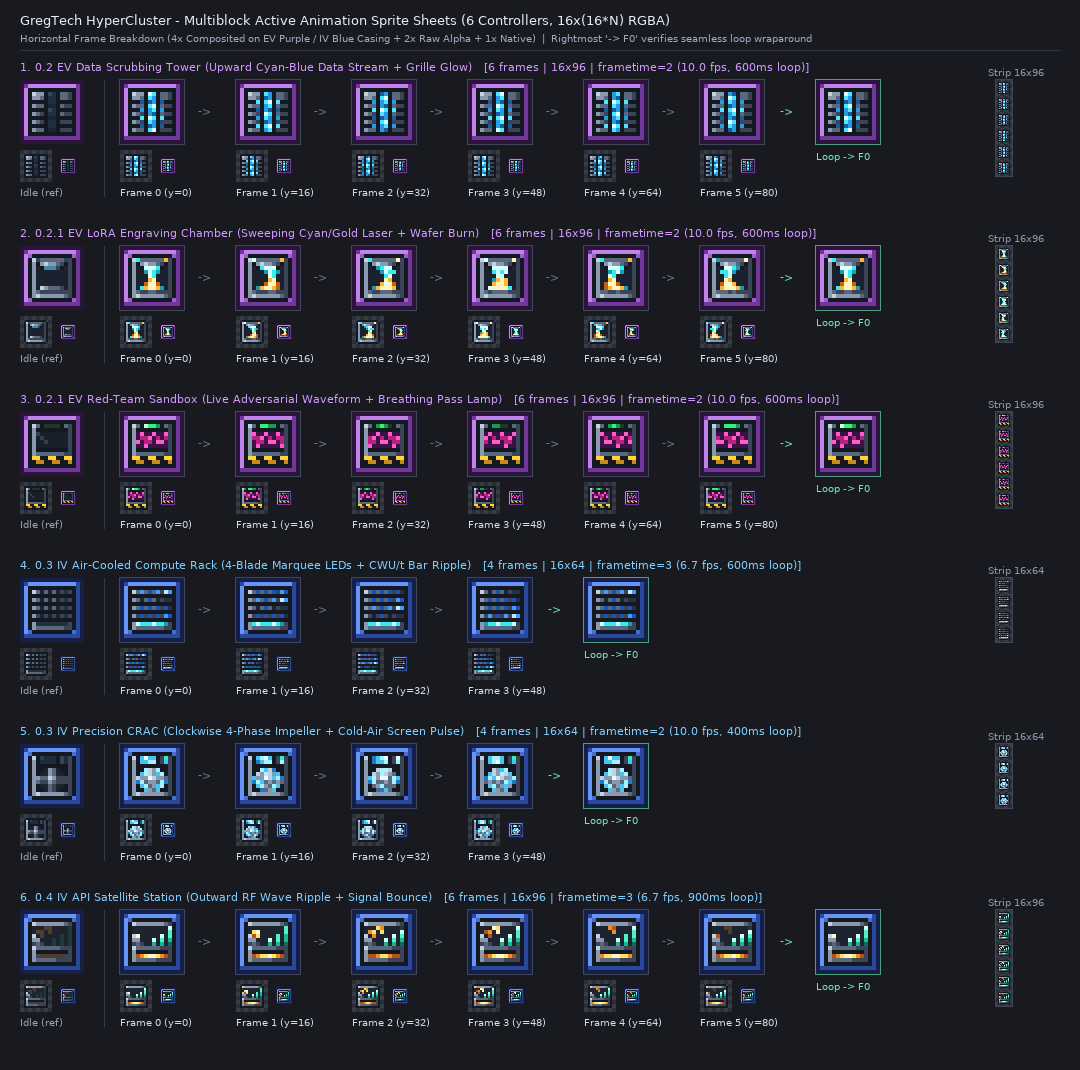 GregTech HyperCluster - Multiblock Active Animation Sprite Sheets (6 Controllers, 16x(16*N) RGBA)
Horizontal Frame Breakdown (4x Composited on EV Purple / IV Blue Casing + 2x Raw Alpha + 1x Native)  |  Rightmost '-> F0' verifies seamless loop wraparound
1. 0.2 EV Data Scrubbing Tower (Upward Cyan-Blue Data Stream + Grille Glow)   [6 frames | 16x96 | frametime=2 (10.0 fps, 600ms loop)]
Strip 16x96
-> -> -> -> -> ->
Loop -> F0
Idle (ref) Frame 0 (y=0) Frame 1 (y=16) Frame 2 (y=32) Frame 3 (y=48) Frame 4 (y=64) Frame 5 (y=80)
2. 0.2.1 EV LoRA Engraving Chamber (Sweeping Cyan/Gold Laser + Wafer Burn)   [6 frames | 16x96 | frametime=2 (10.0 fps, 600ms loop)]
Strip 16x96
-> -> -> -> -> ->
Loop -> F0
Idle (ref) Frame 0 (y=0) Frame 1 (y=16) Frame 2 (y=32) Frame 3 (y=48) Frame 4 (y=64) Frame 5 (y=80)
3. 0.2.1 EV Red-Team Sandbox (Live Adversarial Waveform + Breathing Pass Lamp)   [6 frames | 16x96 | frametime=2 (10.0 fps, 600ms loop)]
Strip 16x96
-> -> -> -> -> ->
Loop -> F0
Idle (ref) Frame 0 (y=0) Frame 1 (y=16) Frame 2 (y=32) Frame 3 (y=48) Frame 4 (y=64) Frame 5 (y=80)
4. 0.3 IV Air-Cooled Compute Rack (4-Blade Marquee LEDs + CWU/t Bar Ripple)   [4 frames | 16x64 | frametime=3 (6.7 fps, 600ms loop)]
Strip 16x64
-> -> -> ->
Loop -> F0
Idle (ref) Frame 0 (y=0) Frame 1 (y=16) Frame 2 (y=32) Frame 3 (y=48)
5. 0.3 IV Precision CRAC (Clockwise 4-Phase Impeller + Cold-Air Screen Pulse)   [4 frames | 16x64 | frametime=2 (10.0 fps, 400ms loop)]
Strip 16x64
-> -> -> ->
Loop -> F0
Idle (ref) Frame 0 (y=0) Frame 1 (y=16) Frame 2 (y=32) Frame 3 (y=48)
6. 0.4 IV API Satellite Station (Outward RF Wave Ripple + Signal Bounce)   [6 frames | 16x96 | frametime=3 (6.7 fps, 900ms loop)]
Strip 16x96
-> -> -> -> -> ->
Loop -> F0
Idle (ref) Frame 0 (y=0) Frame 1 (y=16) Frame 2 (y=32) Frame 3 (y=48) Frame 4 (y=64) Frame 5 (y=80)